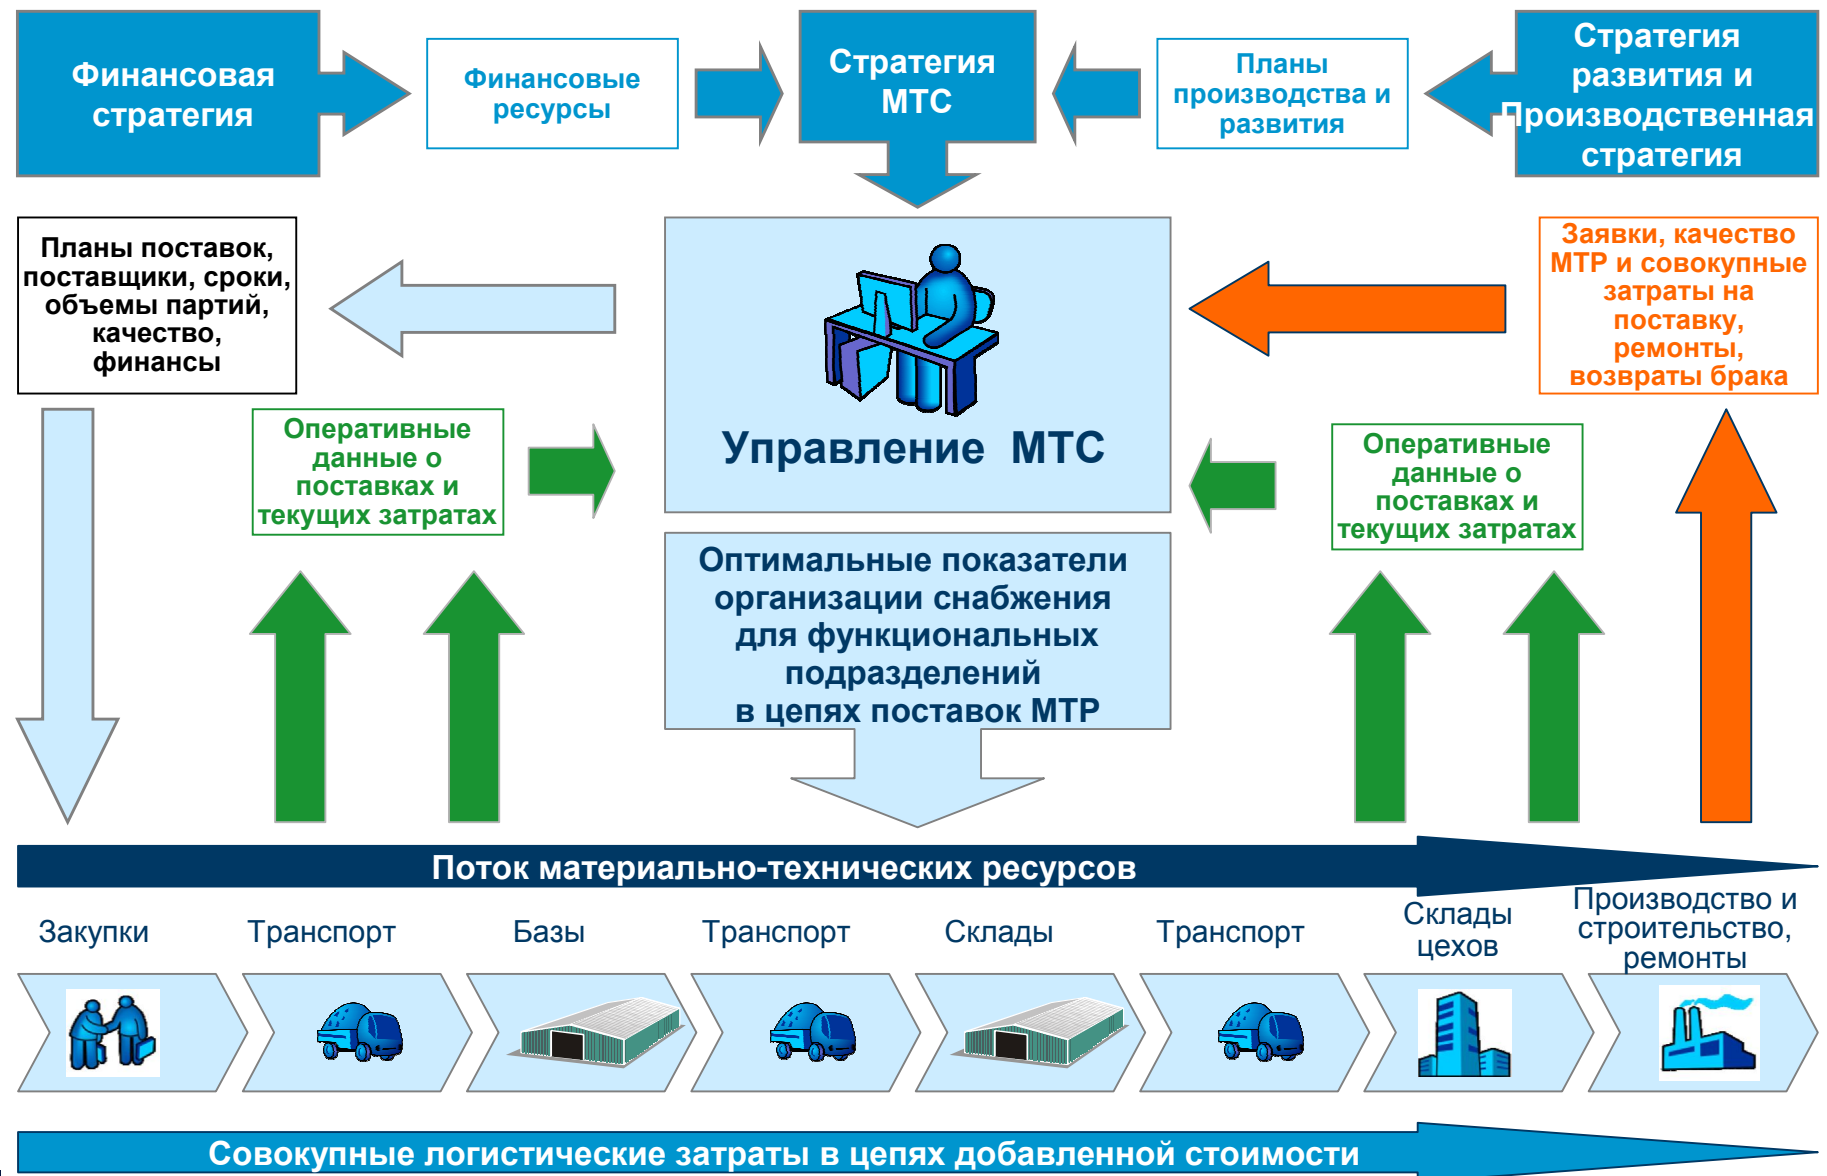 Финансовая
стратегия
Финансовые
ресурсы
Стратегия
МТС
Планы
производства и
развития
Стратегия
развития и
Производственная
стратегия
Планы поставок,
поставщики, сроки,
объемы партий,
качество,
финансы
Управление МТС
Заявки, качество
МТР и совокупные
затраты на
поставку,
ремонты,
возвраты брака
Оперативные
данные о
поставках и
текущих затратах
Оперативные
данные о
поставках и
текущих затратах
Оптимальные показатели
организации снабжения
для функциональных
подразделений
в цепях поставок МТР
Поток материально-технических ресурсов
Закупки
Транспорт
Базы
Транспорт
Склады
Транспорт
Склады
цехов
Производство и
строительство,
ремонты
Совокупные логистические затраты в цепях добавленной стоимости